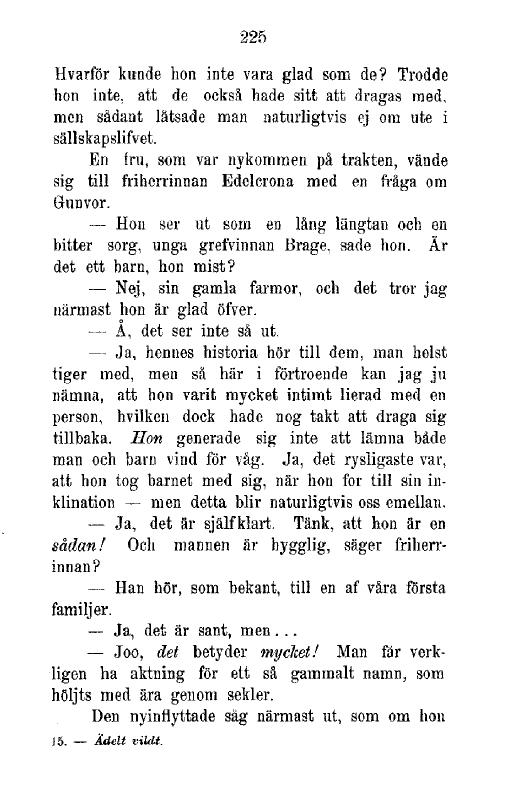 225
Hvarför kunde hon inte vara glad som de? Trodde
hon inte, att de också hade sitt att dragas med,
men sådant låtsade man naturligtvis ej om ute i
sällskapslifvet.
En fru, som var nykommen på trakten, vände
sig till friherrinnan Edelcrona med en fråga om
Gunvor.
— Hon ser ut som en lång längtan och en
bitter sorg, unga grefvinnan Brage, sade hon. Är
det ett barn, hon mist?
— Nej, sin gamla farmor, och det tror jag
närmast hon är glad öfver.
— Å, det ser inte så ut.
— Ja, hennes historia hör till dem, man helst
tiger med, men så här i förtroende kan jag ju
nämna, att hon varit mycket intimt lierad med en
person, hvilken dock hade nog takt att draga sig
tillbaka. Hon generade sig inte att lämna både
man och barn vind för våg. Ja, det rysligaste var,
att hon tog barnet med sig, när hon for till sin in-
klination — men detta blir naturligtvis oss emellan.
— Ja, det är själfklart. Tänk, att hon är en
sådan! Och mannen är hygglig, säger friherr-
innan?
— Han hör, som bekant, till en af våra första
familjer.
— Ja, det är sant, men...
— Joo, det betyder mycket! Man får verk-
ligen ha aktning för ett så gammalt namn, som
höljts med ära genom sekler.
Den nyinflyttade såg närmast ut, som om hon
15. — Ädelt vildt.